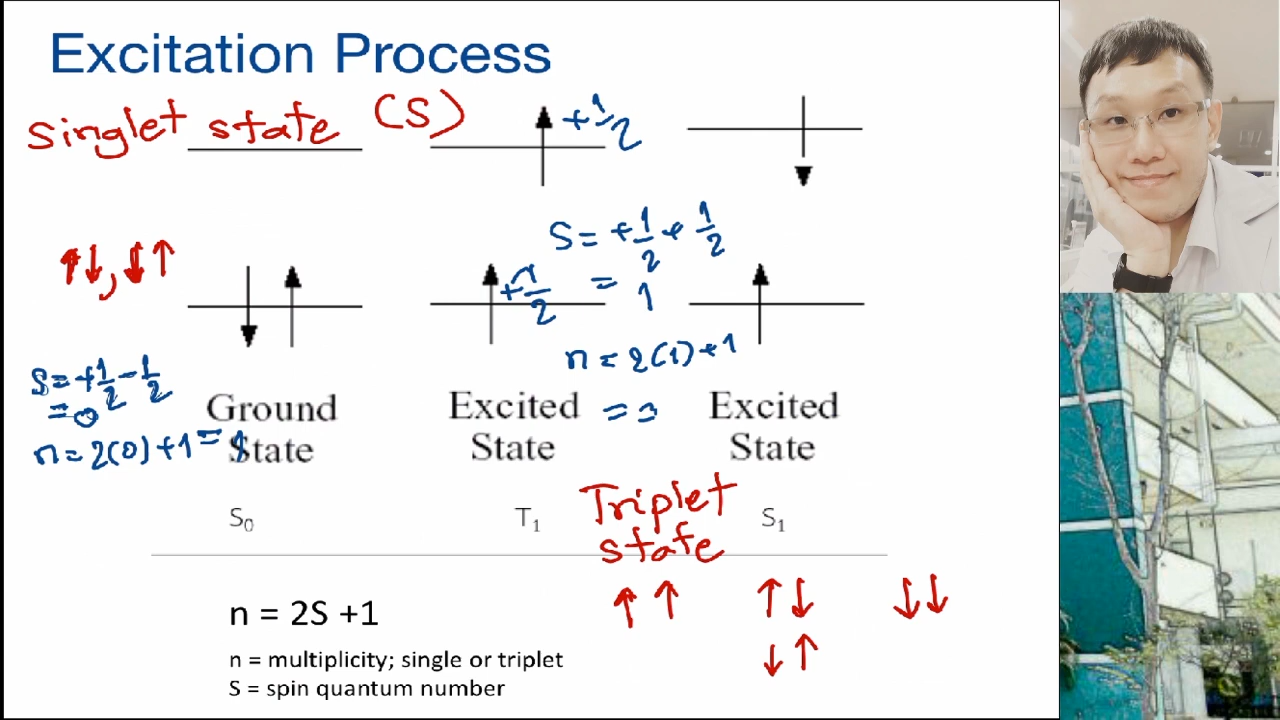 Excitation Process
Singlet state (S)
+1/2
↑↓, ↓↑
S = +1/2 + 1/2
= 1
+1/2
n = 2(1) + 1
= 3
S = +1/2 - 1/2
= 0
n = 2(0) + 1 = 1
Ground
State
Excited
State
Excited
State
S₀
T₁
S₁
Triplet
state
↑↑ ↑↓ ↓↓
↓↑
n = 2S +1
n = multiplicity; single or triplet
S = spin quantum number